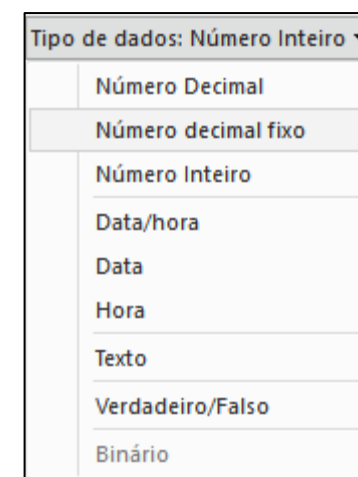 Tipo de dados: Número Inteiro
Número Decimal
Número decimal fixo
Número Inteiro
Data/hora
Data
Hora
Texto
Verdadeiro/Falso
Binário